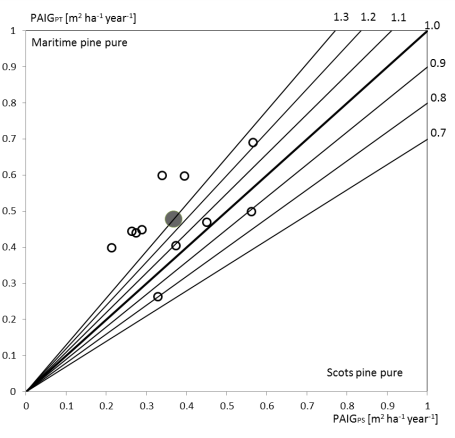 PAIGPT [m² ha⁻¹ year⁻¹] 1.3 1.2 1.1 1.0
Maritime pine pure
1
0.9
0.9
0.8
0.8
0.7
0.7
0.6
0.5
0.4
0.3
0.2
0.1
Scots pine pure
0
0 0.1 0.2 0.3 0.4 0.5 0.6 0.7 0.8 0.9 1
PAIGPS [m² ha⁻¹ year⁻¹]